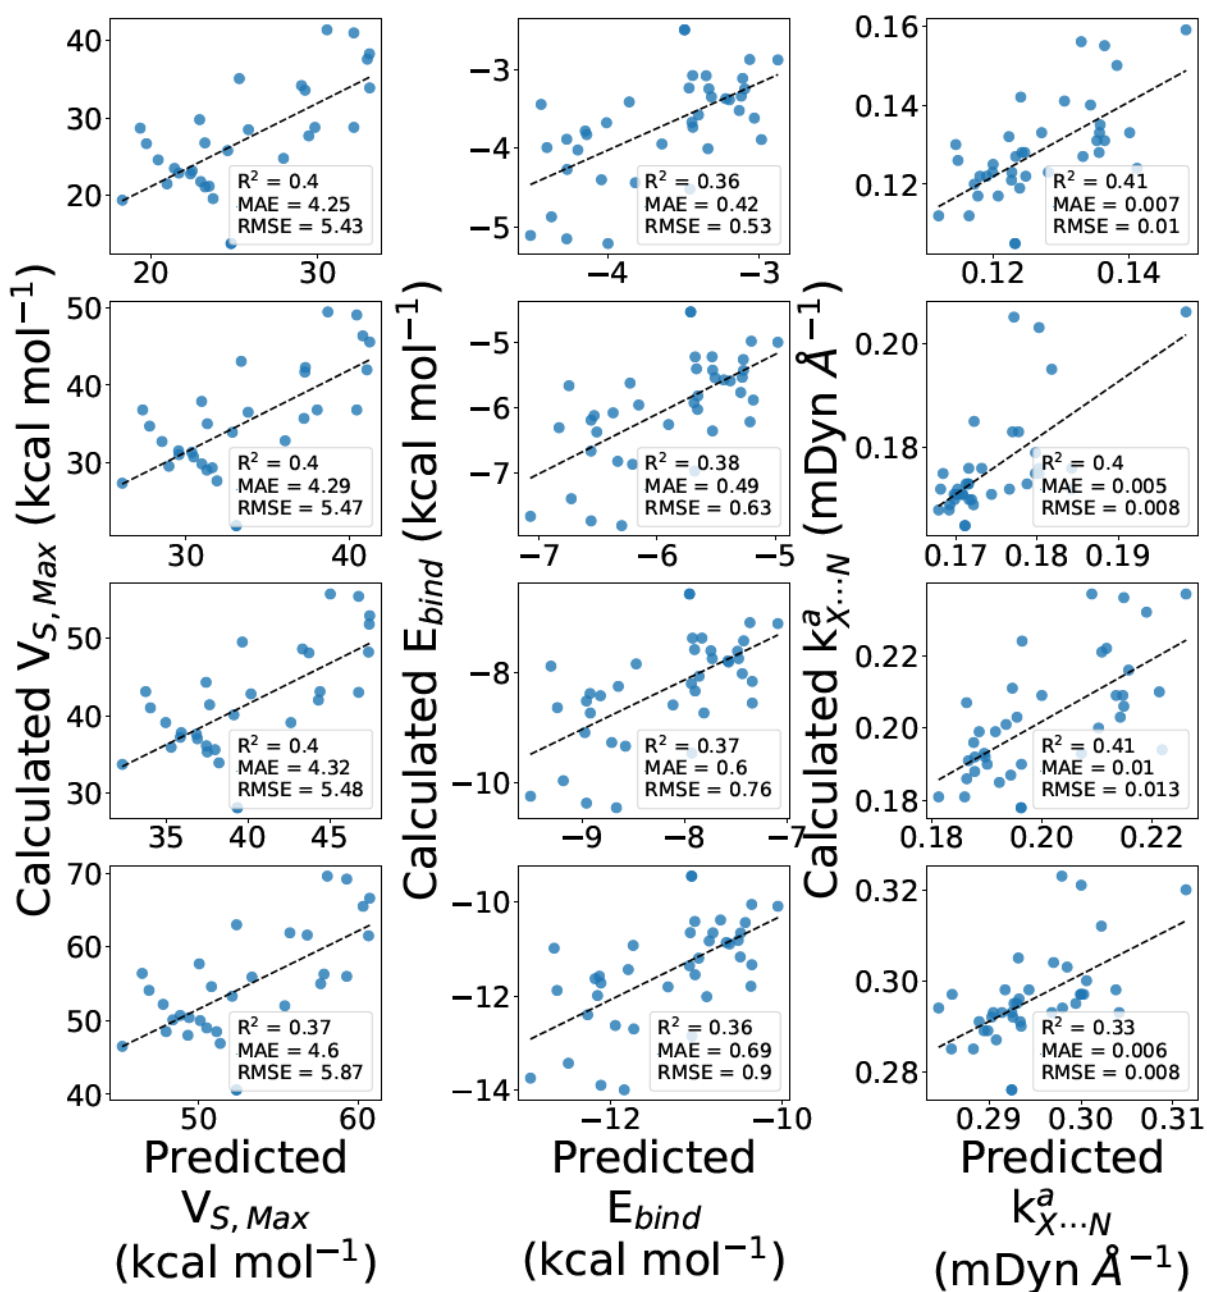 40
30
20
20
30
R² = 0.4
MAE = 4.25
RMSE = 5.43
−3
−4
−5
−4
−3
R² = 0.36
MAE = 0.42
RMSE = 0.53
0.16
0.14
0.12
0.12
0.14
R² = 0.41
MAE = 0.007
RMSE = 0.01
50
40
30
30
40
R² = 0.4
MAE = 4.29
RMSE = 5.47
−5
−6
−7
−7
−6
−5
R² = 0.38
MAE = 0.49
RMSE = 0.63
0.20
0.18
0.17
0.18
0.19
R² = 0.4
MAE = 0.005
RMSE = 0.008
50
40
30
35
40
45
R² = 0.4
MAE = 4.32
RMSE = 5.48
−8
−10
−9
−8
−7
R² = 0.37
MAE = 0.6
RMSE = 0.76
0.22
0.20
0.18
0.18
0.20
0.22
R² = 0.41
MAE = 0.01
RMSE = 0.013
70
60
50
40
50
60
R² = 0.37
MAE = 4.6
RMSE = 5.87
−10
−12
−14
−12
−10
R² = 0.36
MAE = 0.69
RMSE = 0.9
0.32
0.30
0.28
0.29
0.30
0.31
R² = 0.33
MAE = 0.006
RMSE = 0.008
Calculated V_{S, Max} (kcal mol⁻¹)
Calculated E_{bind} (kcal mol⁻¹)
Calculated k^a_{X⋯N} (mDyn Å⁻¹)
Predicted
V_{S, Max}
(kcal mol⁻¹)
Predicted
E_{bind}
(kcal mol⁻¹)
Predicted
k^a_{X⋯N}
(mDyn Å⁻¹)